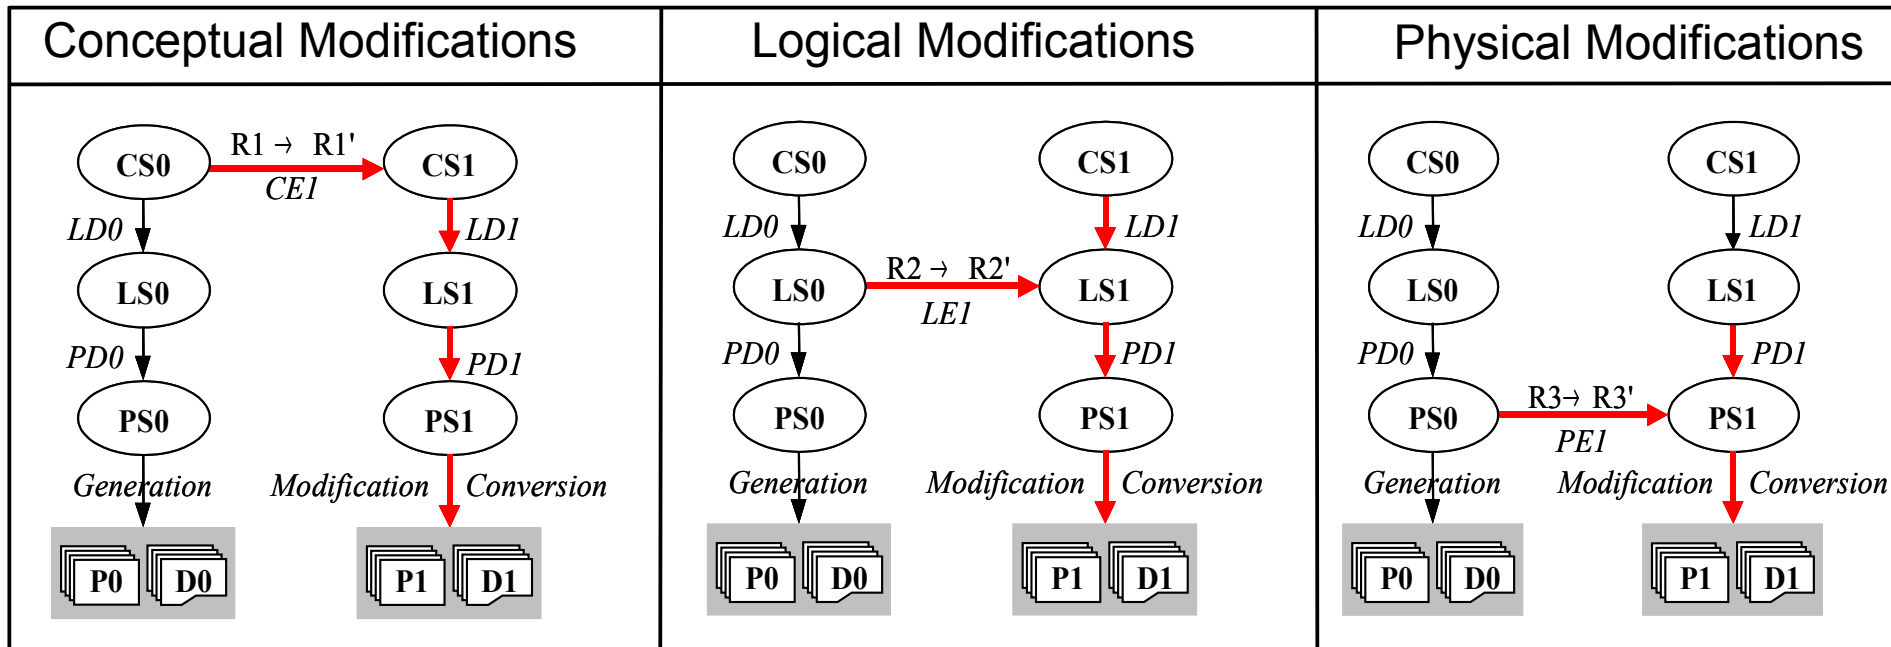 Conceptual Modifications
Logical Modifications
Physical Modifications
CS0
R1 → R1'
CE1
CS1
LD0
LD1
LS0
LS1
PD0
PD1
PS0
PS1
Generation
Modification
Conversion
P0
D0
P1
D1
CS0
CS1
LD0
LD1
LS0
R2 → R2'
LE1
LS1
PD0
PD1
PS0
PS1
Generation
Modification
Conversion
P0
D0
P1
D1
CS0
CS1
LD0
LD1
LS0
LS1
PD0
PD1
PS0
R3→ R3'
PE1
PS1
Generation
Modification
Conversion
P0
D0
P1
D1